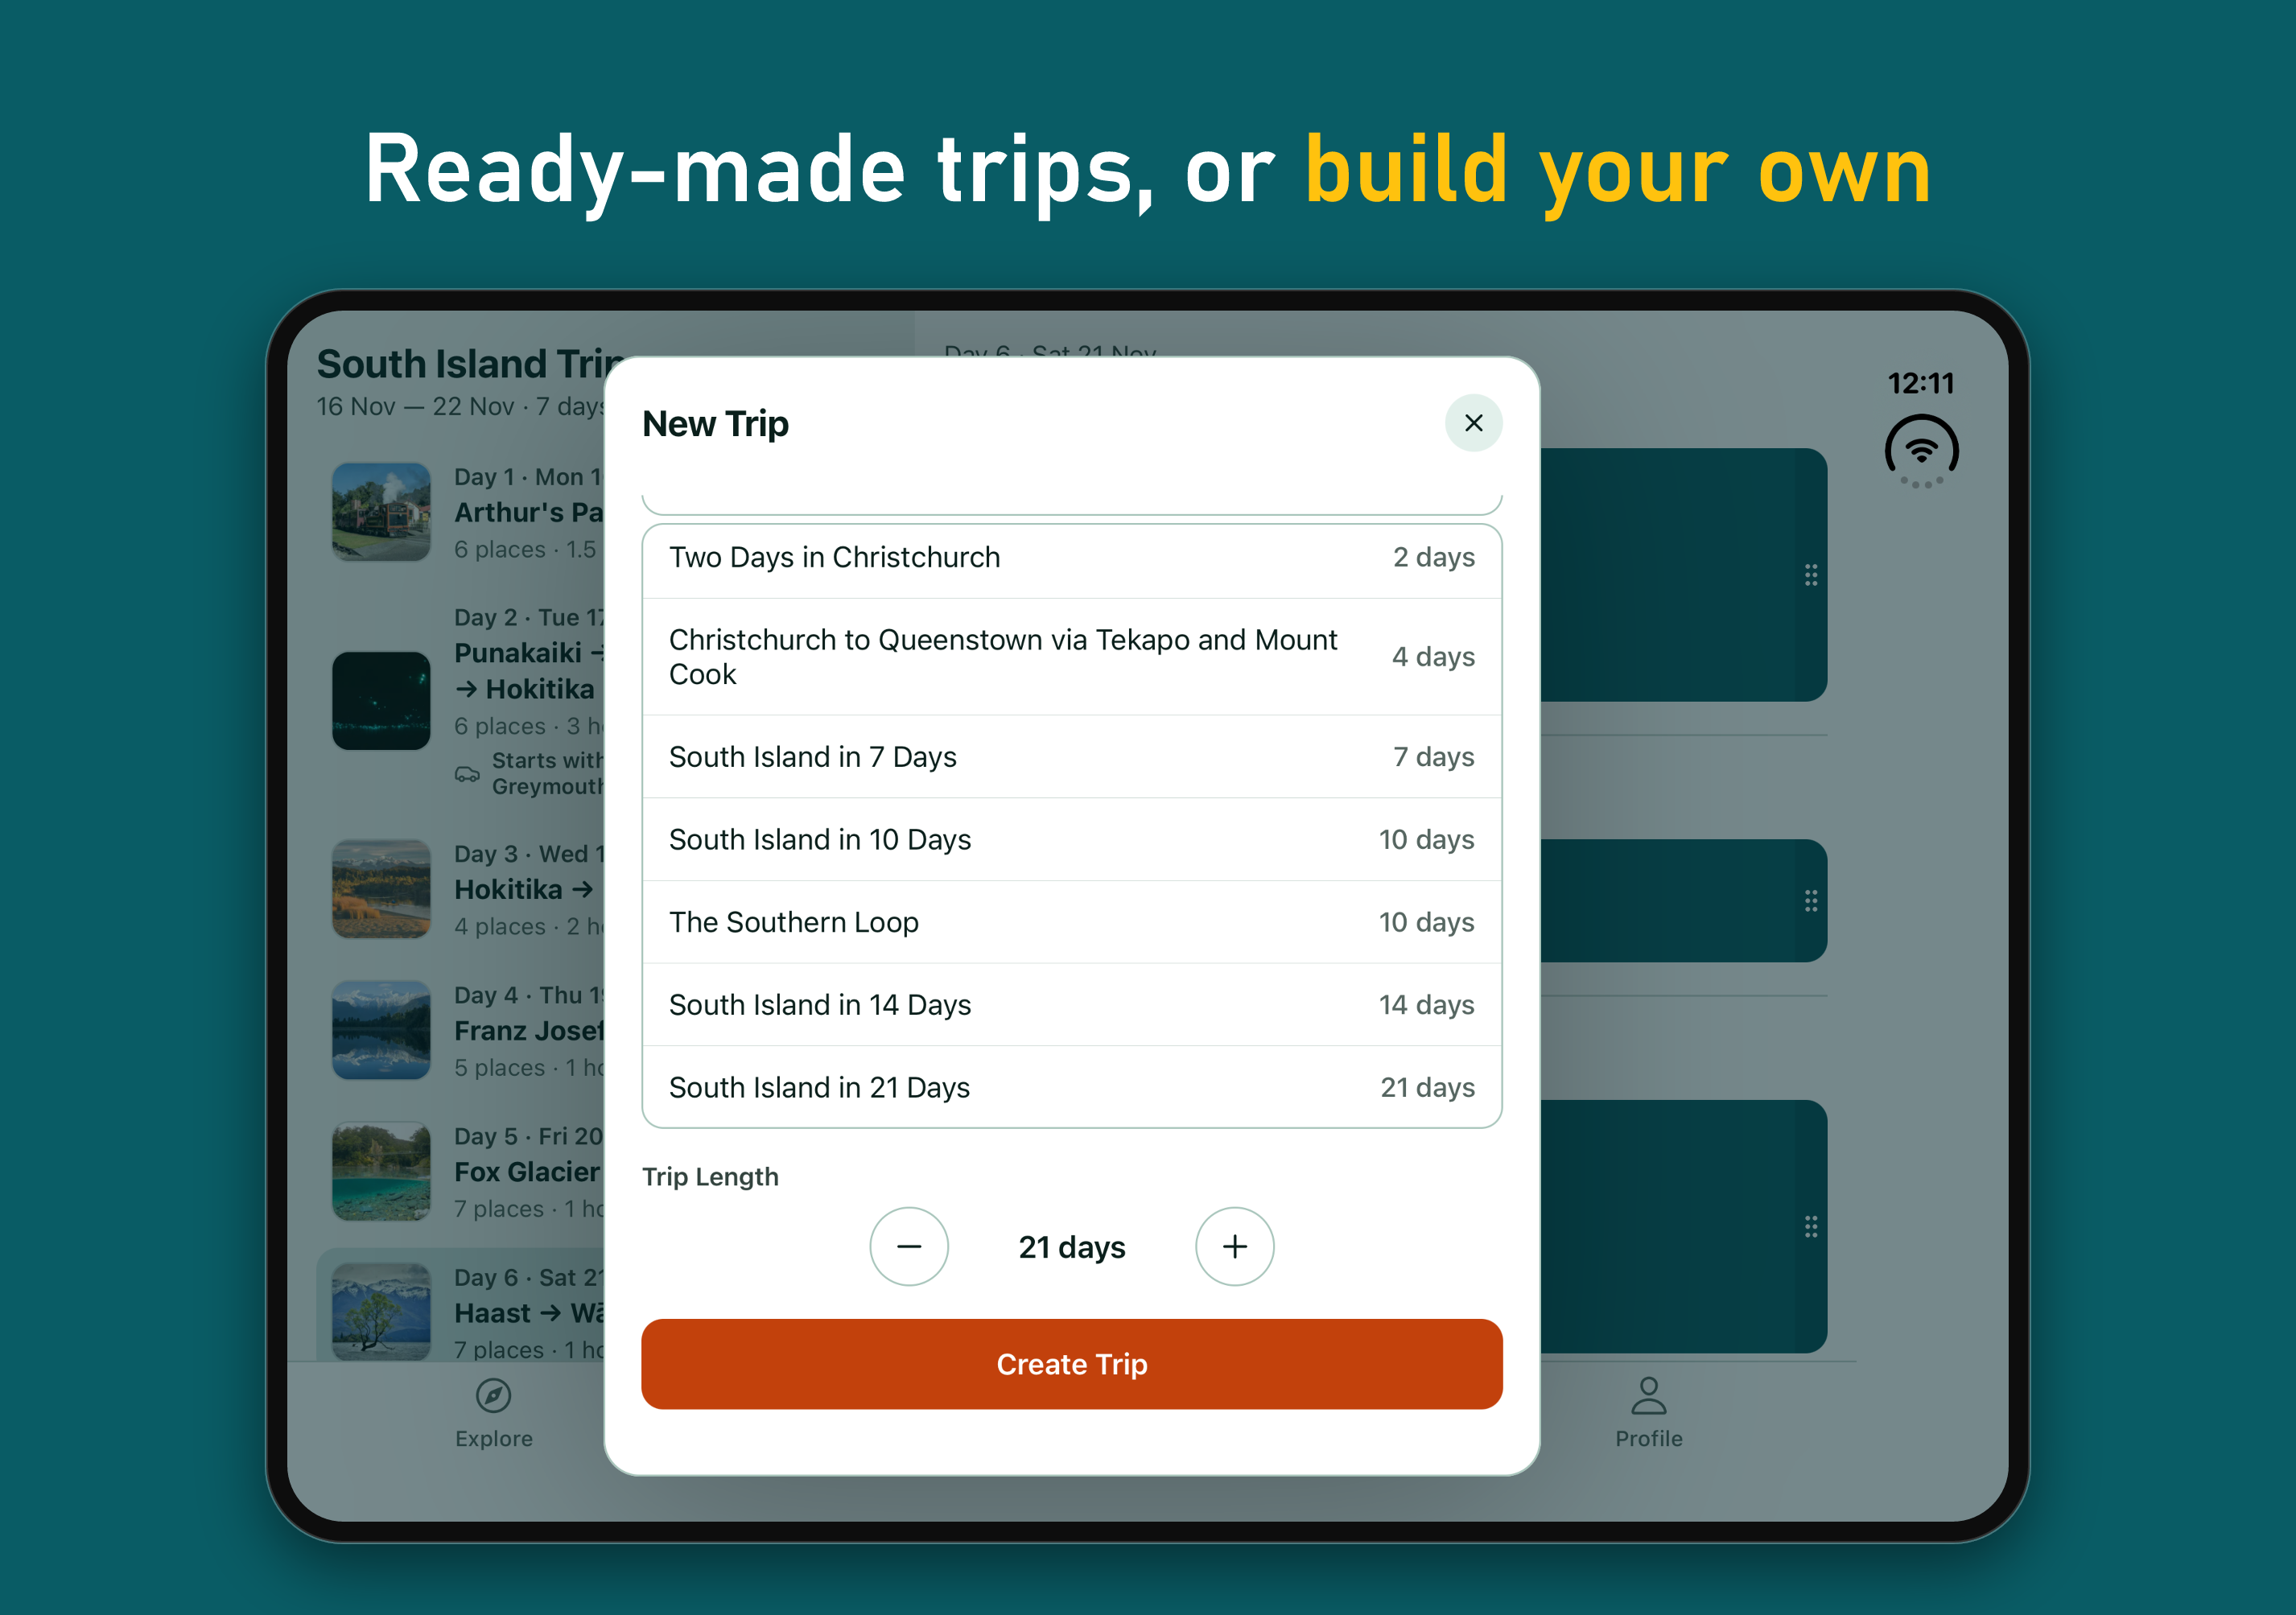 Ready-made trips, or build your own
South Island Trip
16 Nov — 22 Nov · 7 days
Day 1 · Mon
Arthur's
6 places · 1.5
Day 2 · Tue 17
Punakaiki →
→ Hokitika
6 places · 3
Starts with
Greymouth
Day 3 · Wed
Hokitika →
4 places · 2
Day 4 · Thu
Franz Josef
5 places · 1
Day 5 · Fri 20
Fox Glacier
7 places · 1
Day 6 · Sat 21
Haast →
7 places · 1
Explore
Day 6 · Sat 21 Nov
New Trip
Two Days in Christchurch 2 days
Christchurch to Queenstown via Tekapo and Mount
Cook 4 days
South Island in 7 Days 7 days
South Island in 10 Days 10 days
The Southern Loop 10 days
South Island in 14 Days 14 days
South Island in 21 Days 21 days
Trip Length
21 days
Create Trip
12:11
Profile